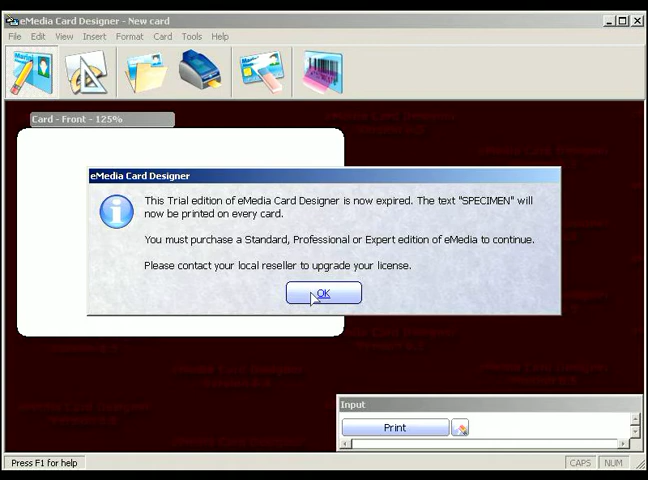 eMedia Card Designer - New card
File Edit View Insert Format Card Tools Help
Card - Front - 125%
eMedia Card Designer
This Trial edition of eMedia Card Designer is now expired. The text "SPECIMEN" will
now be printed on every card.
You must purchase a Standard, Professional or Expert edition of eMedia to continue.
Please contact your local reseller to upgrade your license.
OK
Input
Print
Press F1 for help
CAPS NUM